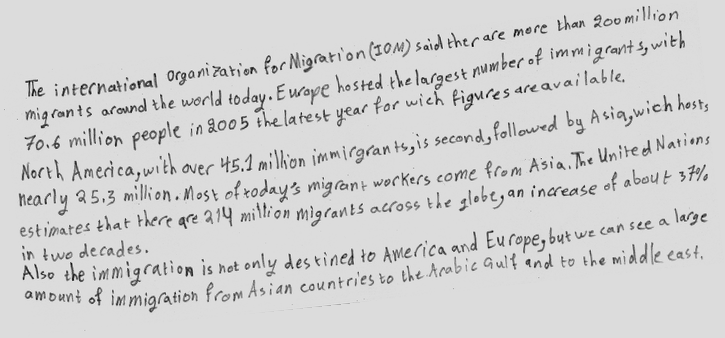 The international Organization for Migration (IOM) said ther are more than 200 million
migrants around the world today. Europe hosted the largest number of immigrants, with
70.6 million people in 2005 the latest year for wich figures are available.
North America, with over 45.1 million immirgrants, is second, followed by Asia, wich hosts
nearly 25.3 million. Most of today's migrant workers come from Asia. The United Nations
estimates that there are 214 million migrants across the globe, an increase of about 37%
in two decades.
Also the immigration is not only destined to America and Europe, but we can see a large
amount of immigration from Asian countries to the Arabic Gulf and to the middle east.